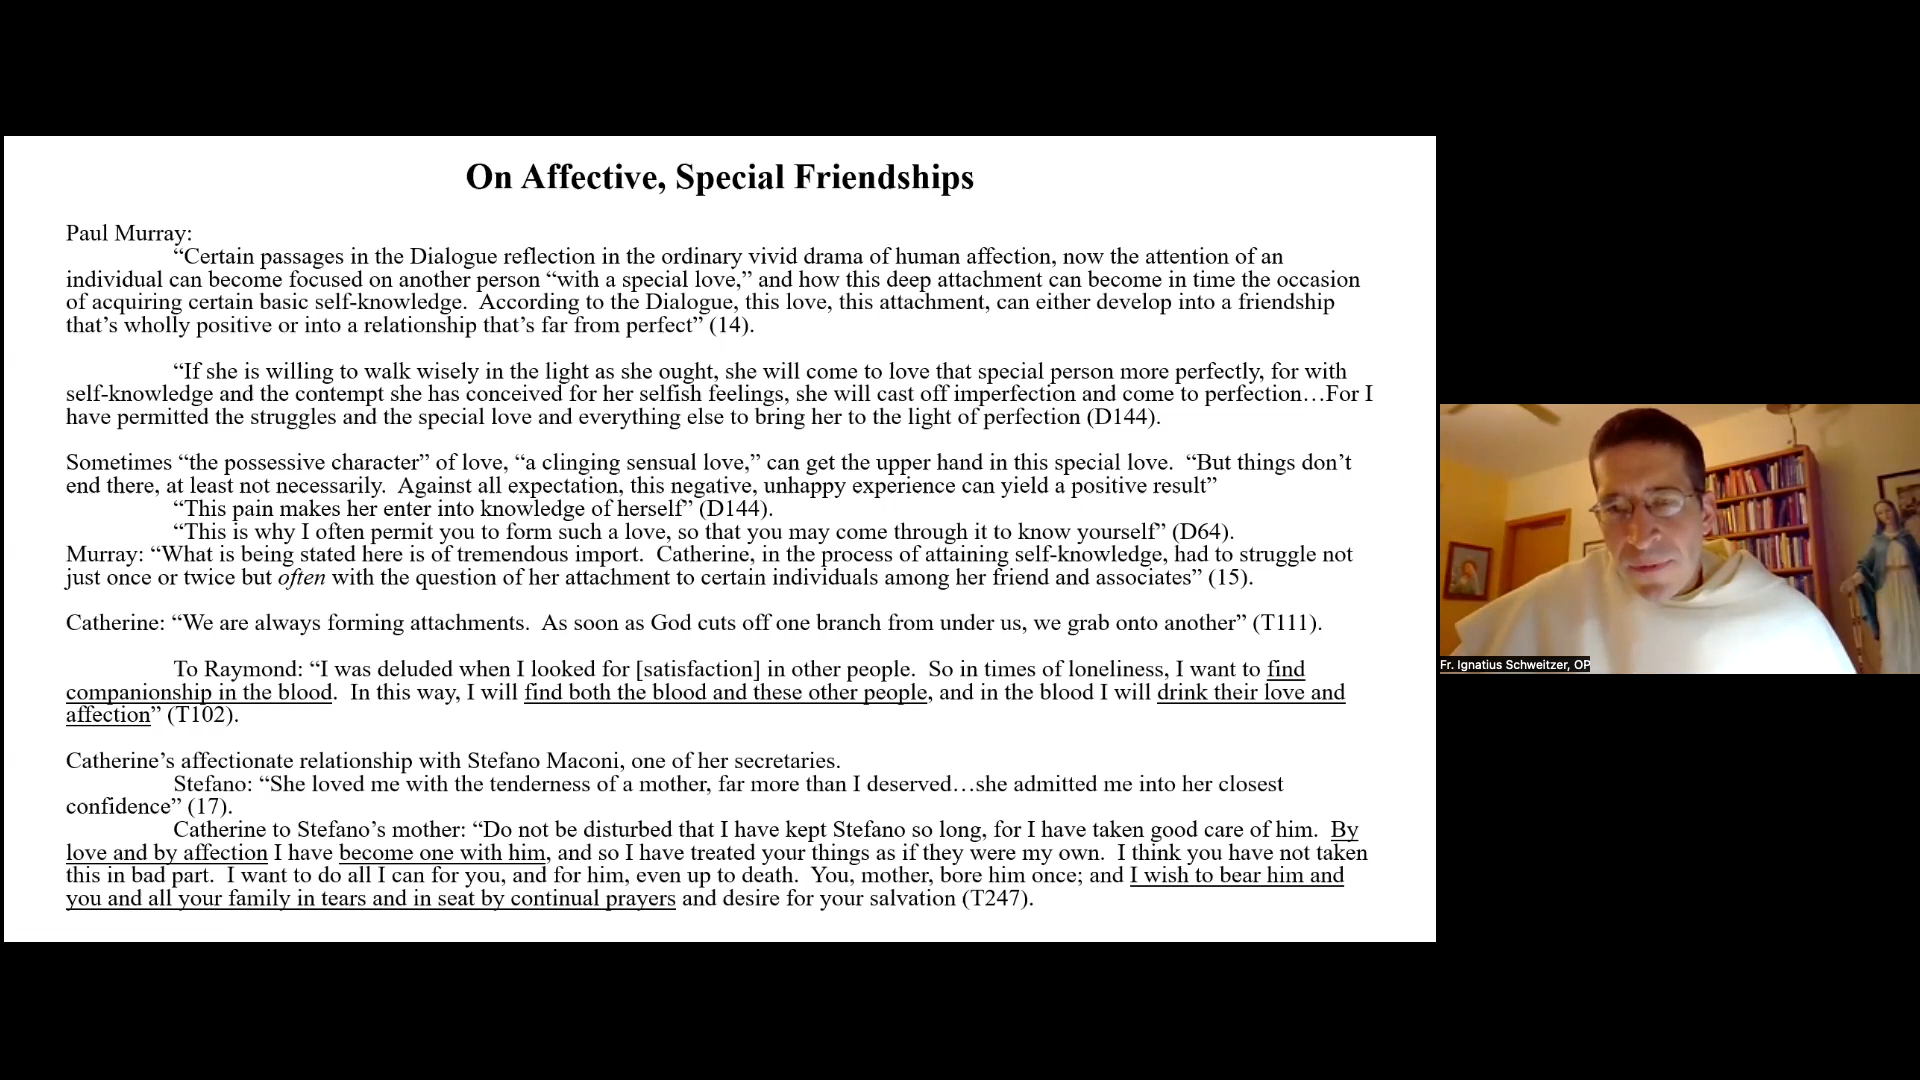 On Affective, Special Friendships
Paul Murray:
“Certain passages in the Dialogue reflection in the ordinary vivid drama of human affection, now the attention of an
individual can become focused on another person “with a special love,” and how this deep attachment can become in time the occasion
of acquiring certain basic self-knowledge.  According to the Dialogue, this love, this attachment, can either develop into a friendship
that’s wholly positive or into a relationship that’s far from perfect” (14).
“If she is willing to walk wisely in the light as she ought, she will come to love that special person more perfectly, for with
self-knowledge and the contempt she has conceived for her selfish feelings, she will cast off imperfection and come to perfection…For I
have permitted the struggles and the special love and everything else to bring her to the light of perfection (D144).
Sometimes “the possessive character” of love, “a clinging sensual love,” can get the upper hand in this special love.  “But things don’t
end there, at least not necessarily.  Against all expectation, this negative, unhappy experience can yield a positive result”
“This pain makes her enter into knowledge of herself” (D144).
“This is why I often permit you to form such a love, so that you may come through it to know yourself” (D64).
Murray: “What is being stated here is of tremendous import.  Catherine, in the process of attaining self-knowledge, had to struggle not
just once or twice but often with the question of her attachment to certain individuals among her friend and associates” (15).
Catherine: “We are always forming attachments.  As soon as God cuts off one branch from under us, we grab onto another” (T111).
To Raymond: “I was deluded when I looked for [satisfaction] in other people.  So in times of loneliness, I want to find
companionship in the blood.  In this way, I will find both the blood and these other people, and in the blood I will drink their love and
affection” (T102).
Catherine’s affectionate relationship with Stefano Maconi, one of her secretaries.
Stefano: “She loved me with the tenderness of a mother, far more than I deserved…she admitted me into her closest
confidence” (17).
Catherine to Stefano’s mother: “Do not be disturbed that I have kept Stefano so long, for I have taken good care of him.  By
love and by affection I have become one with him, and so I have treated your things as if they were my own.  I think you have not taken
this in bad part.  I want to do all I can for you, and for him, even up to death.  You, mother, bore him once; and I wish to bear him and
you and all your family in tears and in seat by continual prayers and desire for your salvation (T247).
Fr. Ignatius Schweitzer, OP